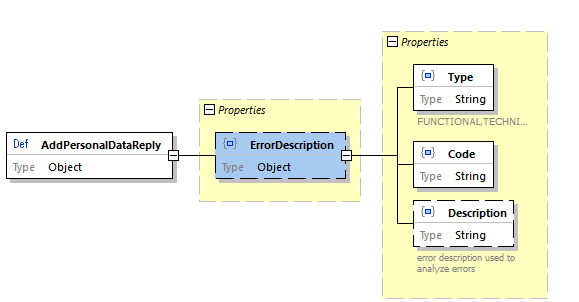 Properties
Type
Type String
FUNCTIONAL,TECHNI...
Properties
Def AddPersonalDataReply
Type Object
ErrorDescription
Type Object
Code
Type String
Description
Type String
error description used to
analyze errors